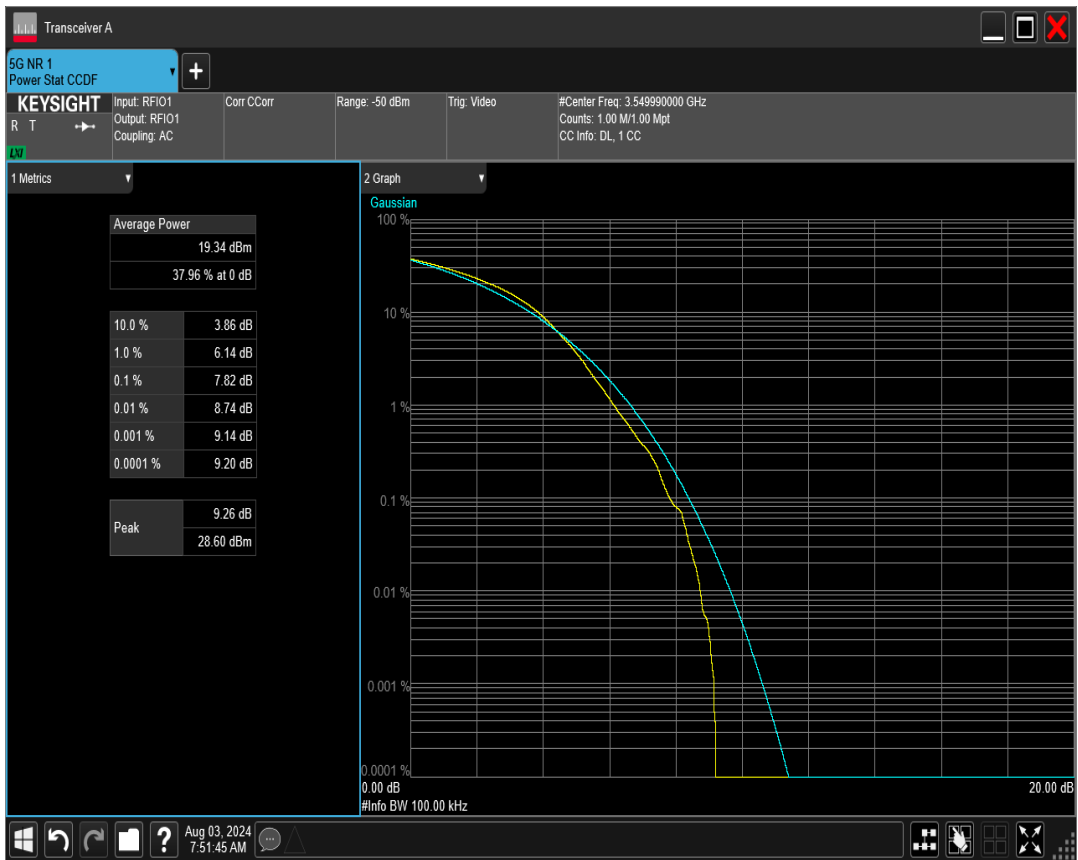 Transceiver A
5G NR 1
Power Stat CCDF
KEYSIGHT
R T
LXI
Input: RFIO1
Output: RFIO1
Coupling: AC
Corr CCorr
Range: -50 dBm
Trig: Video
#Center Freq: 3.549990000 GHz
Counts: 1.00 M/1.00 Mpt
CC Info: DL, 1 CC
1 Metrics
Average Power
19.34 dBm
37.96 % at 0 dB
10.0 % 3.86 dB
1.0 % 6.14 dB
0.1 % 7.82 dB
0.01 % 8.74 dB
0.001 % 9.14 dB
0.0001 % 9.20 dB
Peak 9.26 dB
28.60 dBm
2 Graph
Gaussian
100 %
10 %
1 %
0.1 %
0.01 %
0.001 %
0.0001 %
0.00 dB 20.00 dB
#Info BW 100.00 kHz
? Aug 03, 2024
7:51:45 AM